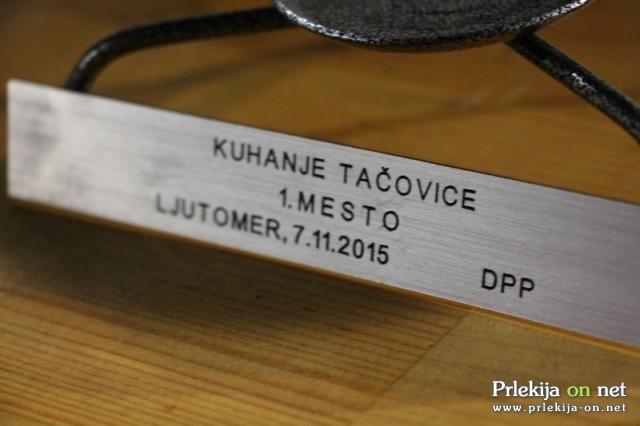 KUHANJE TAČOVICE
1. MESTO
LJUTOMER, 7.11.2015
DPP
Prlekija on net
www.prlekija-on.net